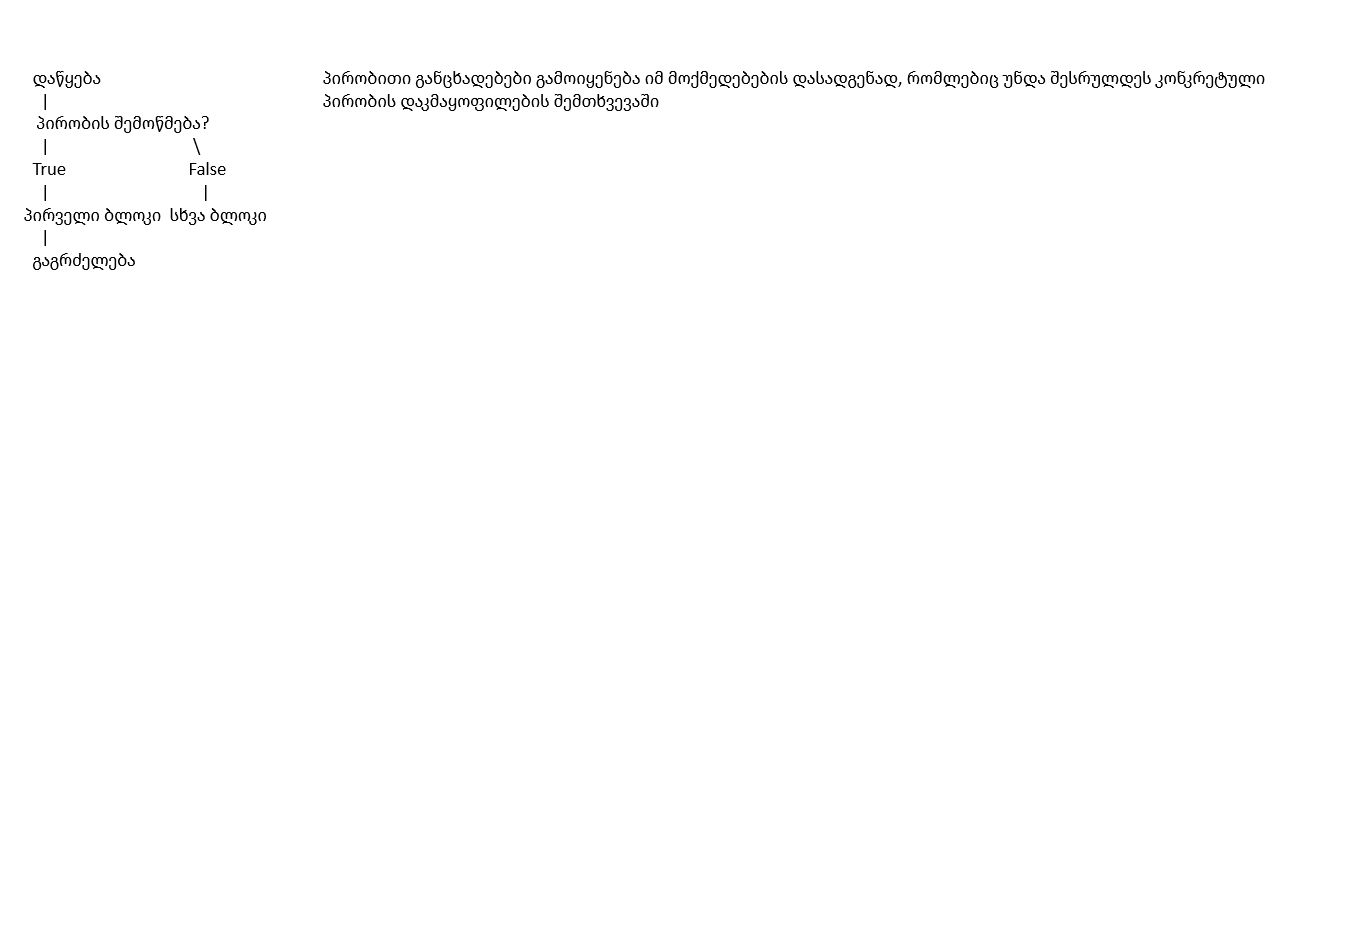 დაწყება
|
პირობის შემოწმება?
| \
True False
| |
პირველი ბლოკი სხვა ბლოკი
|
გაგრძელება
პირობითი განცხადებები გამოიყენება იმ მოქმედებების დასადგენად, რომლებიც უნდა შესრულდეს კონკრეტული
პირობის დაკმაყოფილების შემთხვევაში